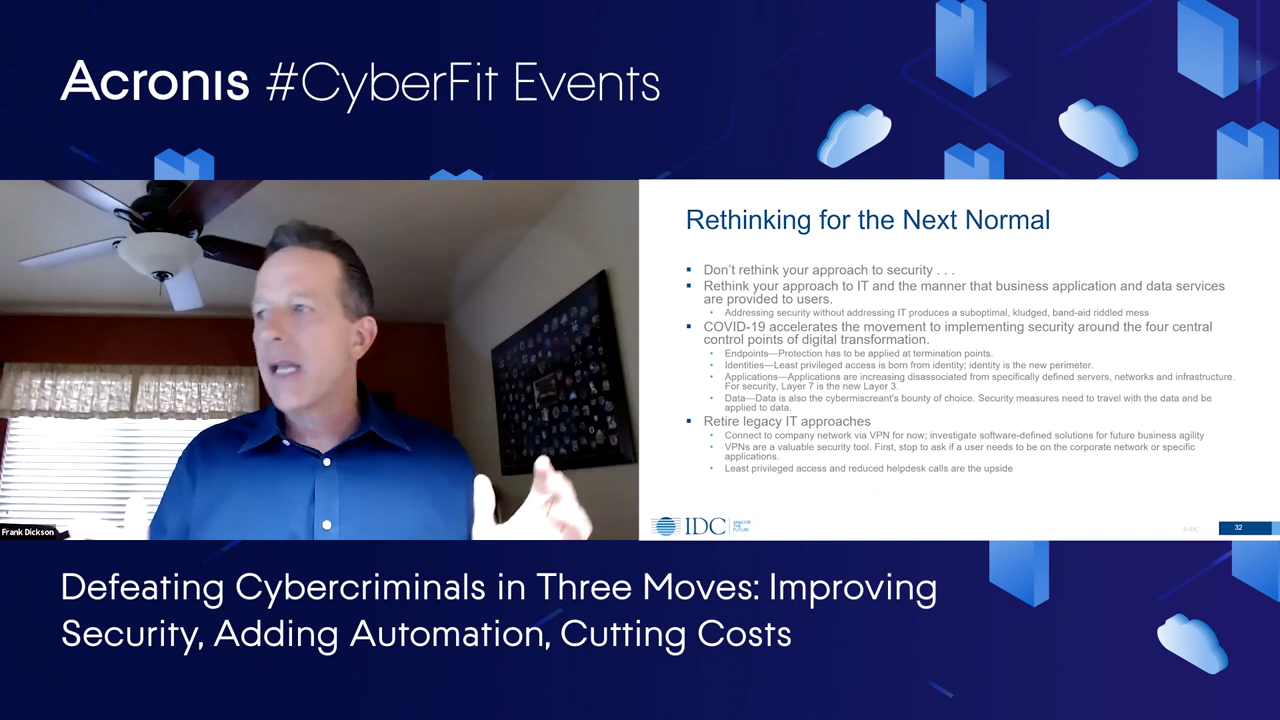 Acronis #CyberFit Events
Rethinking for the Next Normal
Don't rethink your approach to security . . .
Rethink your approach to IT and the manner that business application and data services
are provided to users.
Addressing security without addressing IT produces a suboptimal, kludged, band-aid riddled mess
COVID-19 accelerates the movement to implementing security around the four central
control points of digital transformation.
Endpoints—Protection has to be applied at termination points.
Identities—Least privileged access is born from identity; identity is the new perimeter.
Applications—Applications are increasing disassociated from specifically defined servers, networks and infrastructure.
For security, Layer 7 is the new Layer 3.
Data—Data is also the cybermiscreant's bounty of choice. Security measures need to travel with the data and be
applied to data.
Retire legacy IT approaches
Connect to company network via VPN for now; investigate software-defined solutions for future business agility
VPNs are a valuable security tool. First, stop to ask if a user needs to be on the corporate network or specific
applications.
Least privileged access and reduced helpdesk calls are the upside
Frank Dickson
IDC
ANALYZE
THE
FUTURE
© IDC
32
Defeating Cybercriminals in Three Moves: Improving
Security, Adding Automation, Cutting Costs